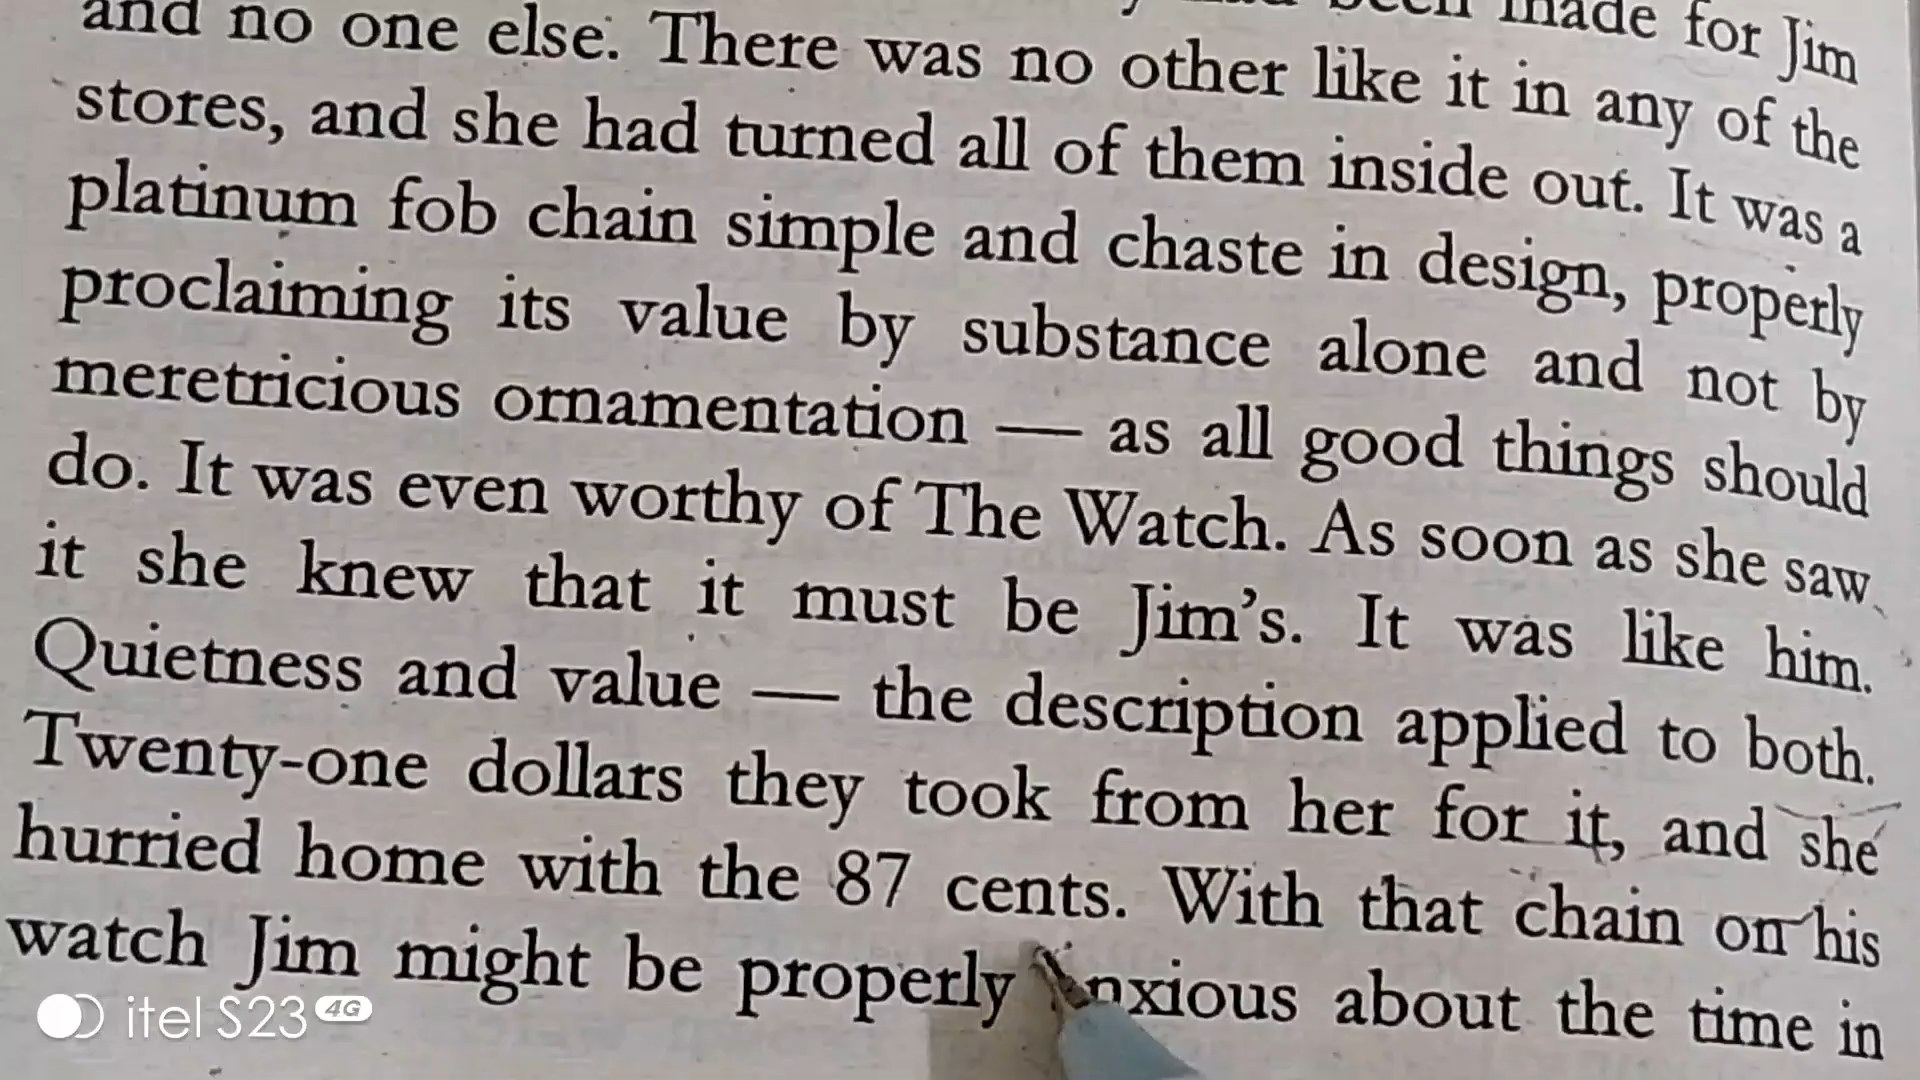 been made for Jim
and no one else. There was no other like it in any of the
stores, and she had turned all of them inside out. It was a
platinum fob chain simple and chaste in design, properly
proclaiming its value by substance alone and not by
meretricious ornamentation — as all good things should
do. It was even worthy of The Watch. As soon as she saw
it she knew that it must be Jim's. It was like him.
Quietness and value — the description applied to both.
Twenty-one dollars they took from her for it, and she
hurried home with the 87 cents. With that chain on his
watch Jim might be properly anxious about the time in
itel S23 4G